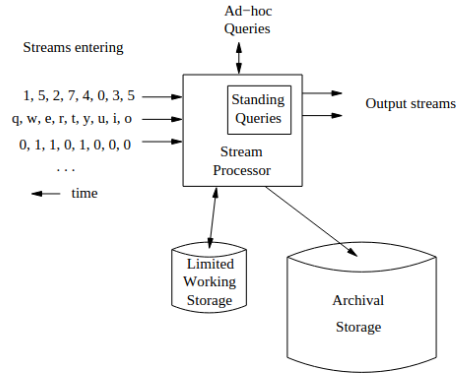 Ad-hoc
Queries
Streams entering
1, 5, 2, 7, 4, 0, 3, 5
q, w, e, r, t, y, u, i, o
0, 1, 1, 0, 1, 0, 0, 0
. . .
time
Standing
Queries
Stream
Processor
Output streams
Limited
Working
Storage
Archival
Storage